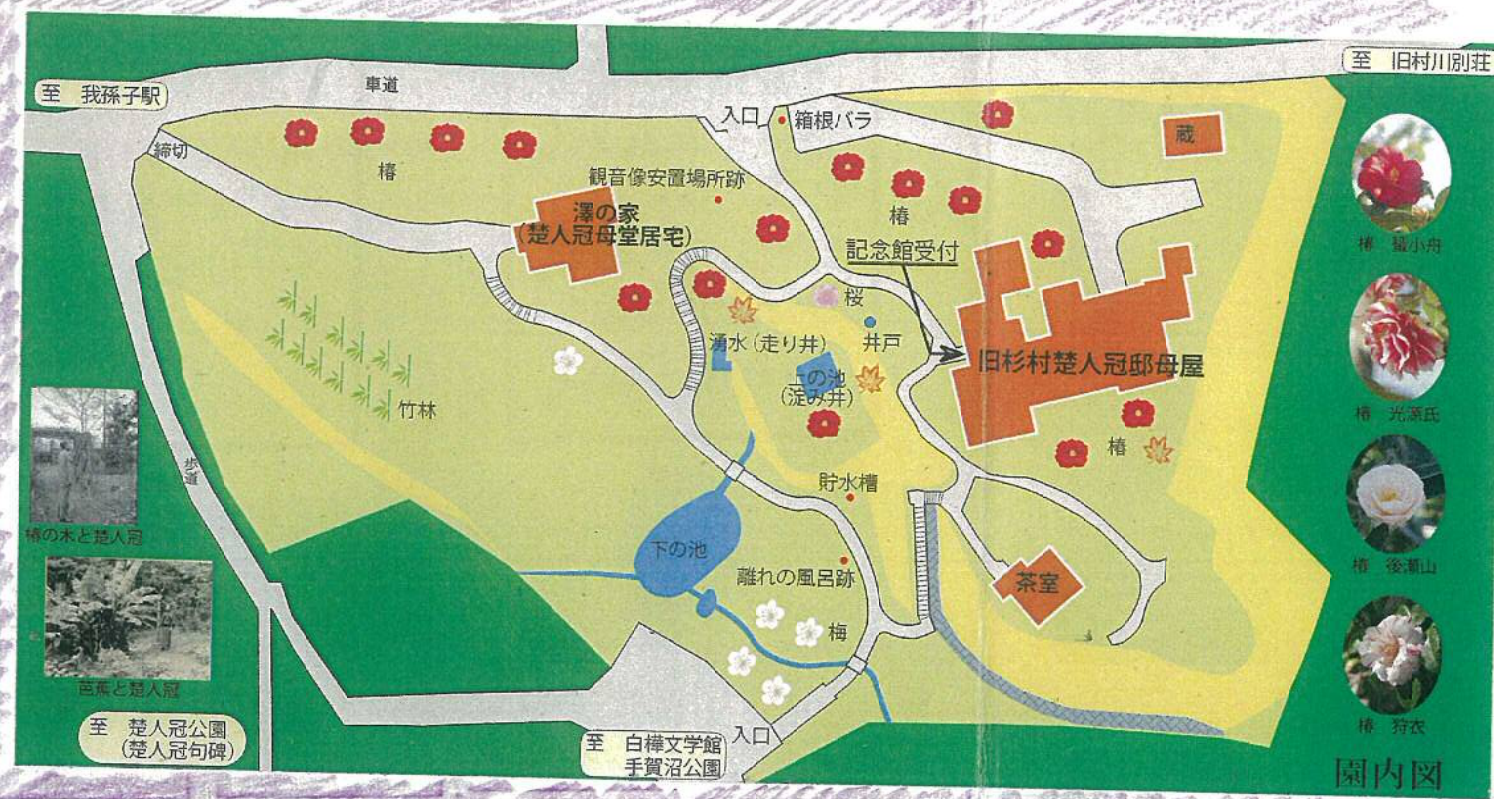 至 我孫子駅
車道
至 旧村川別荘
締切
椿
入口
箱根バラ
蔵
観音像安置場所跡
澤の家
(楚人冠母堂居宅)
椿
記念館受付
桜
湧水(走り井)
井戸
上の池
(淀み井)
旧杉村楚人冠邸母屋
竹林
椿
歩道
貯水槽
下の池
離れの風呂跡
茶室
梅
入口
椿の木と楚人冠
芭蕉と楚人冠
至 楚人冠公園
(楚人冠句碑)
至 白樺文学館
手賀沼公園
椿 小舟
椿 光源氏
椿 後瀬山
椿 狩衣
園内図